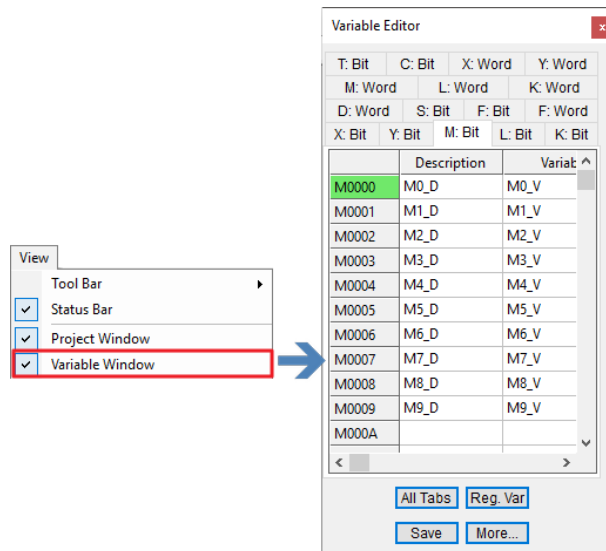 View
Tool Bar
Status Bar
Project Window
Variable Window
Variable Editor
x
T: Bit C: Bit X: Word Y: Word
M: Word L: Word K: Word
D: Word S: Bit F: Bit F: Word
X: Bit Y: Bit M: Bit L: Bit K: Bit
Description Variab
M0000 M0_D M0_V
M0001 M1_D M1_V
M0002 M2_D M2_V
M0003 M3_D M3_V
M0004 M4_D M4_V
M0005 M5_D M5_V
M0006 M6_D M6_V
M0007 M7_D M7_V
M0008 M8_D M8_V
M0009 M9_D M9_V
M000A
All Tabs Reg. Var
Save More...